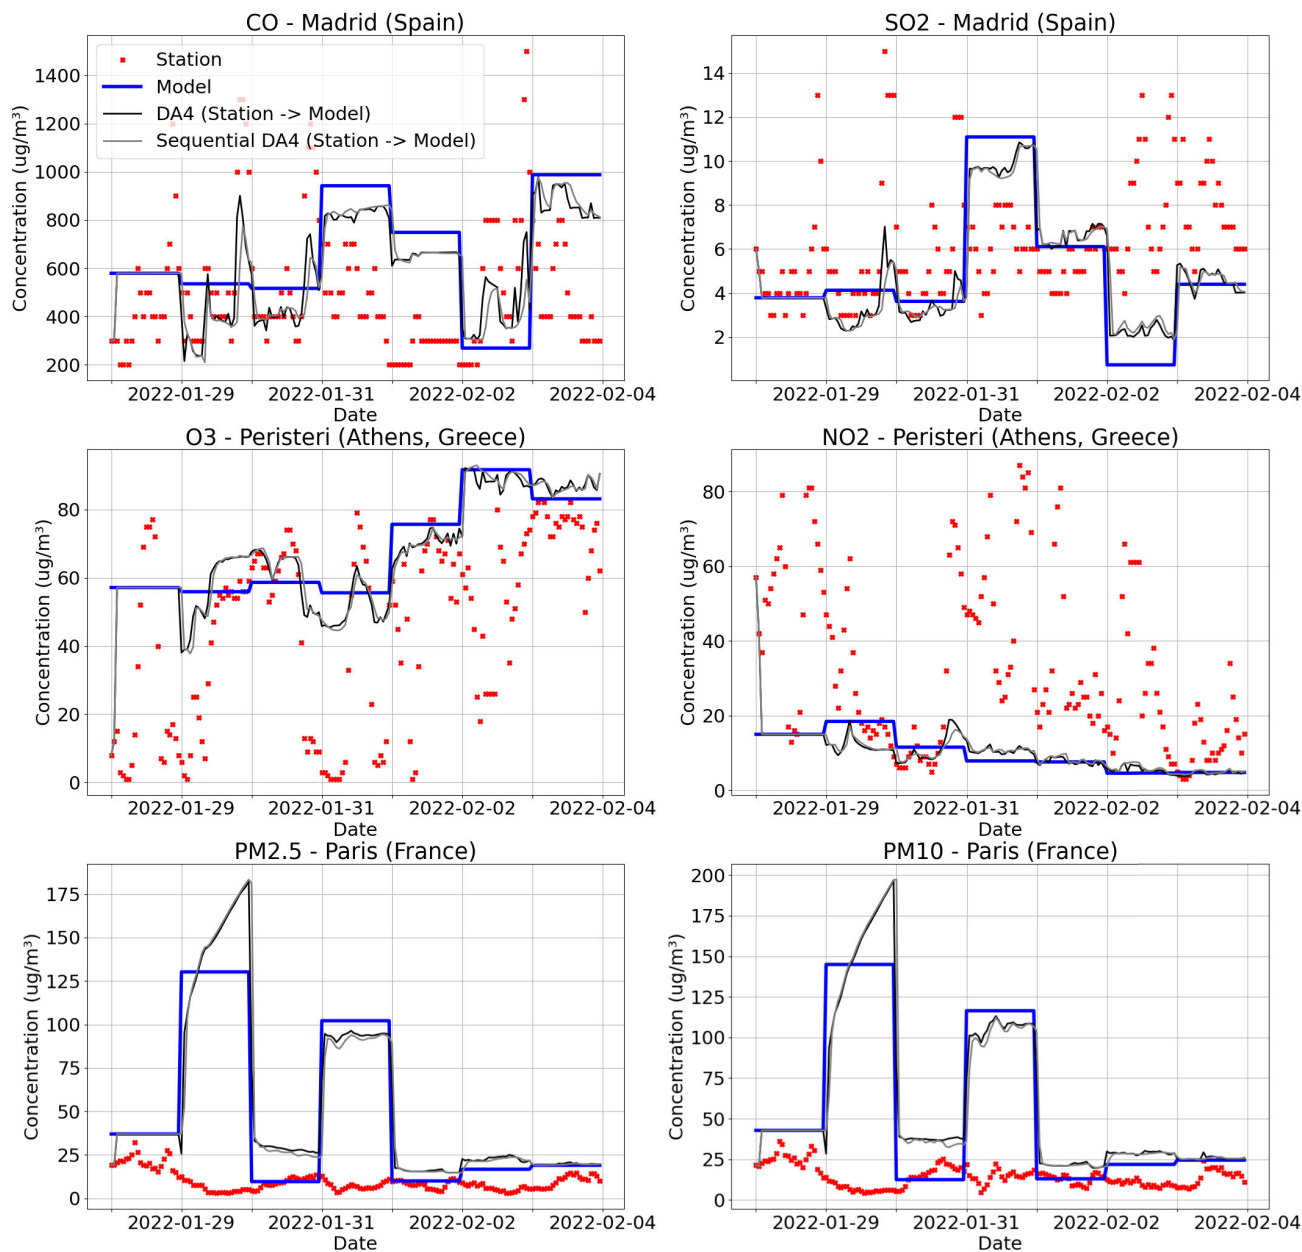 CO - Madrid (Spain)
Concentration (ug/m³)
1400
1200
1000
800
600
400
200
Station
Model
DA4 (Station -> Model)
Sequential DA4 (Station -> Model)
2022-01-29 2022-01-31 2022-02-02 2022-02-04
Date
SO2 - Madrid (Spain)
Concentration (ug/m³)
14
12
10
8
6
4
2
2022-01-29 2022-01-31 2022-02-02 2022-02-04
Date
O3 - Peristeri (Athens, Greece)
Concentration (ug/m³)
80
60
40
20
0
2022-01-29 2022-01-31 2022-02-02 2022-02-04
Date
NO2 - Peristeri (Athens, Greece)
Concentration (ug/m³)
80
60
40
20
0
2022-01-29 2022-01-31 2022-02-02 2022-02-04
Date
PM2.5 - Paris (France)
Concentration (ug/m³)
175
150
125
100
75
50
25
0
2022-01-29 2022-01-31 2022-02-02 2022-02-04
Date
PM10 - Paris (France)
Concentration (ug/m³)
200
175
150
125
100
75
50
25
0
2022-01-29 2022-01-31 2022-02-02 2022-02-04
Date